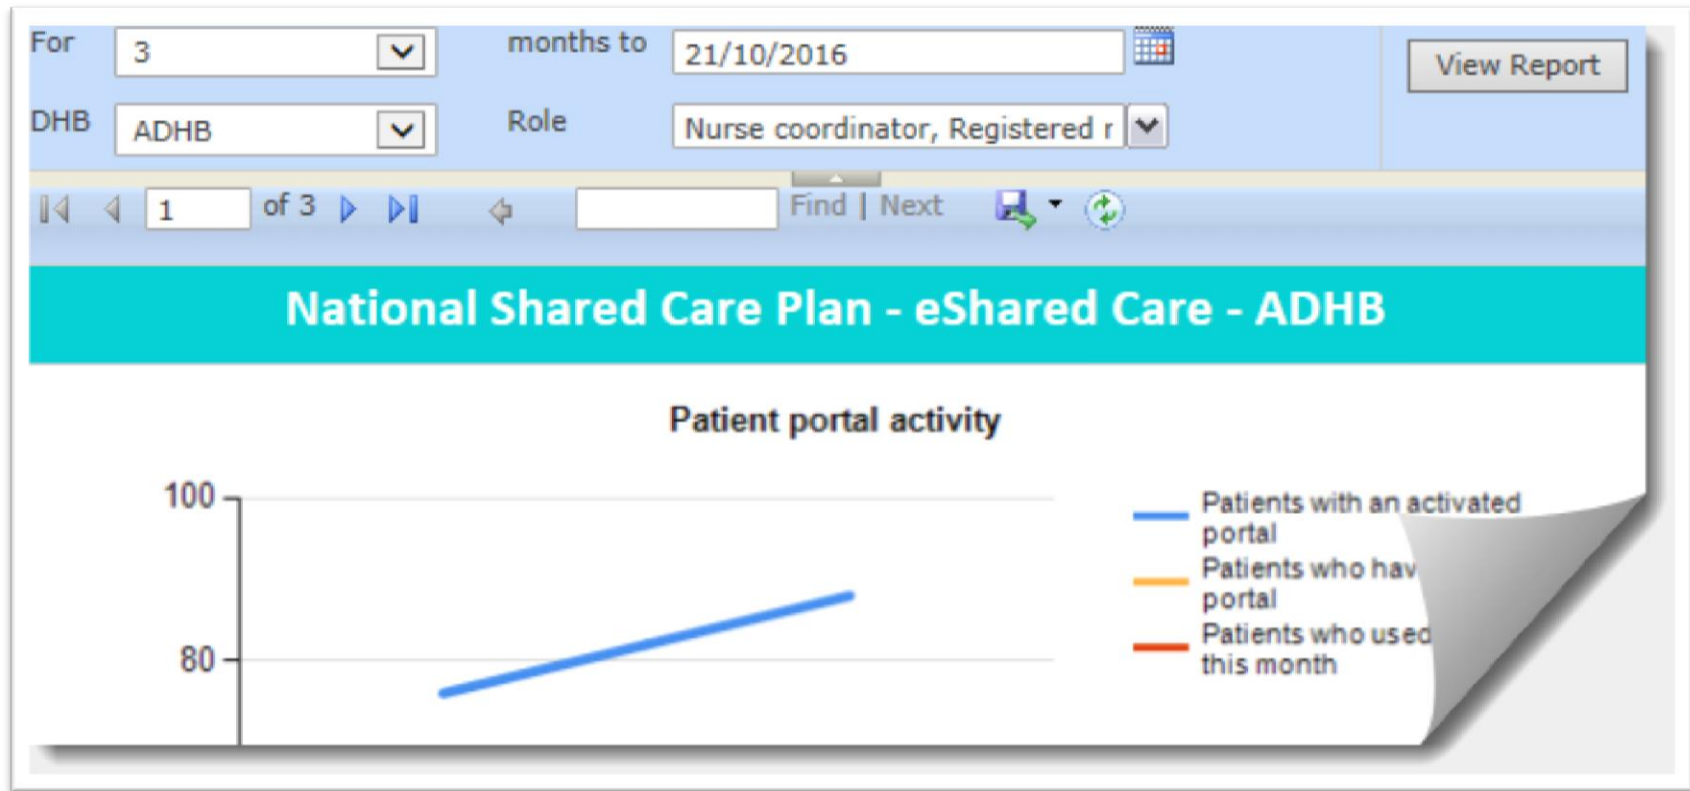 For 3 months to 21/10/2016 View Report
DHB ADHB Role Nurse coordinator, Registered r
1 of 3 Find | Next
National Shared Care Plan - eShared Care - ADHB
Patient portal activity
100
80
Patients with an activated
portal
Patients who hav
portal
Patients who used
this month